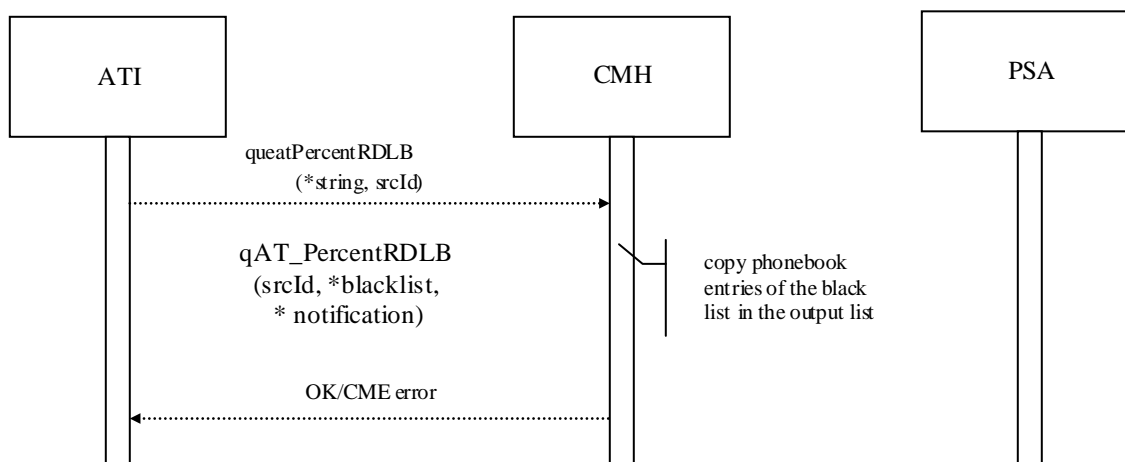 ATI
CMH
PSA
queatPercentRDLB
(*string, srcId)
qAT_PercentRDLB
(srcId, *blacklist,
* notification)
copy phonebook
entries of the black
list in the output list
OK/CME error